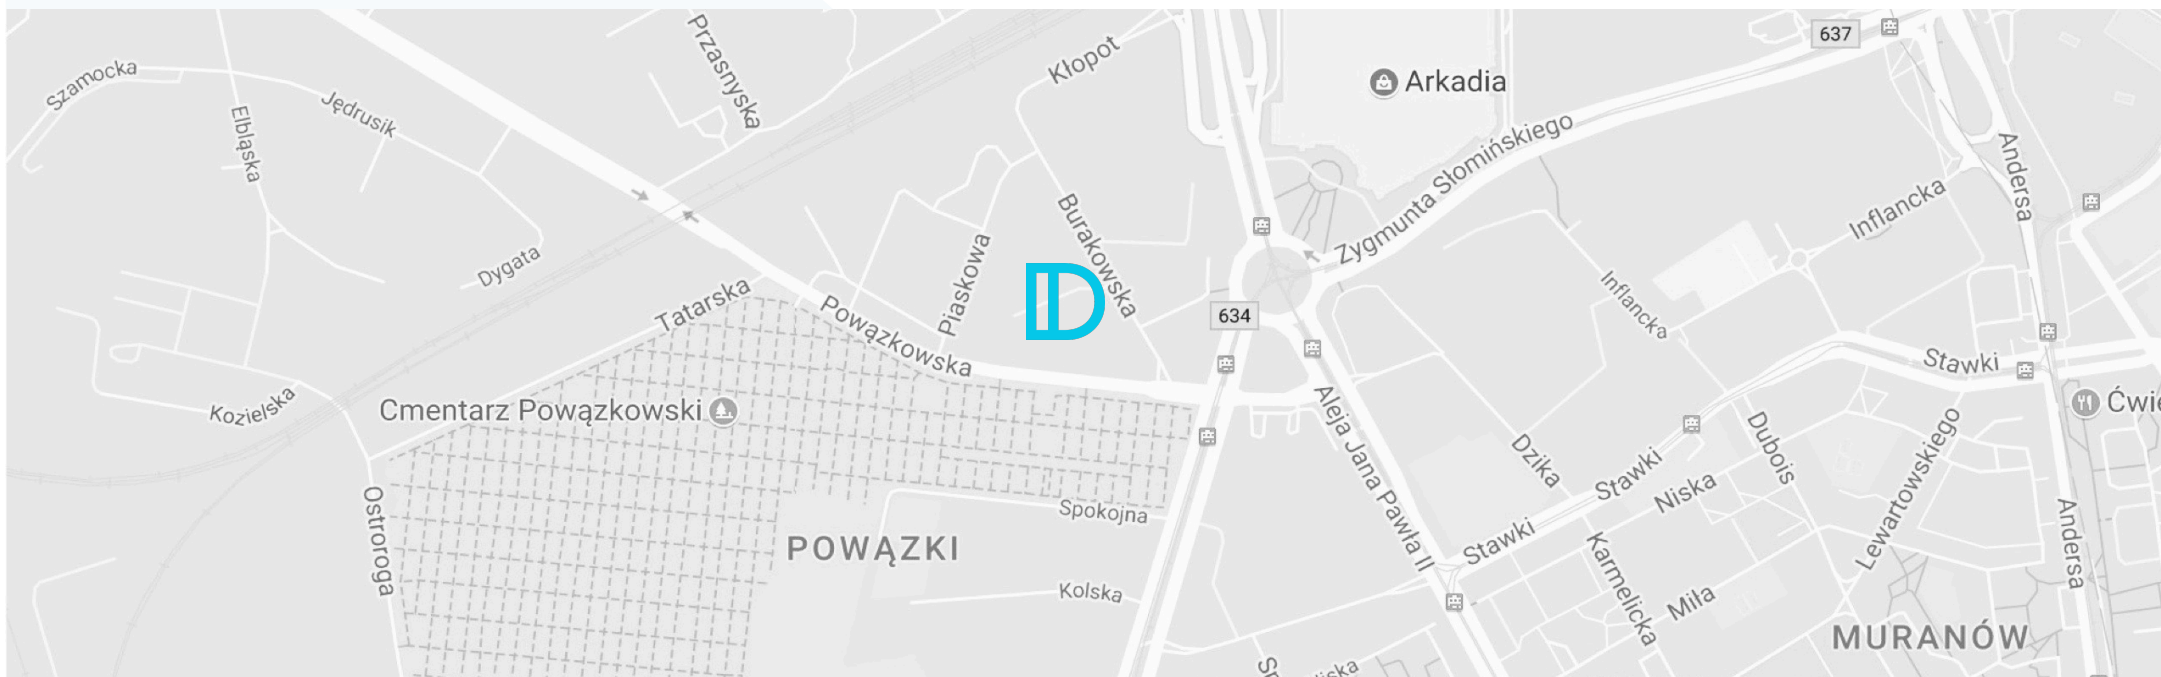 Przasnyska
Kłopot
637
Szamocka
Arkadia
Jędrusik
Elbląska
Zygmunta Słomińskiego
Andersa
Burakowska
Inflancka
Piaskowa
Dygata
ID
Tatarska
Inflancka
634
Powązkowska
Stawki
Kozielska
Cmentarz Powązkowski
Aleja Jana Pawła II
Dubois
Lewartowskiego
Dzika
Stawki
Niska
Ostroroga
Spokojna
Andersa
Stawki
POWĄZKI
Karmelicka
Kolska
Miła
MURANÓW